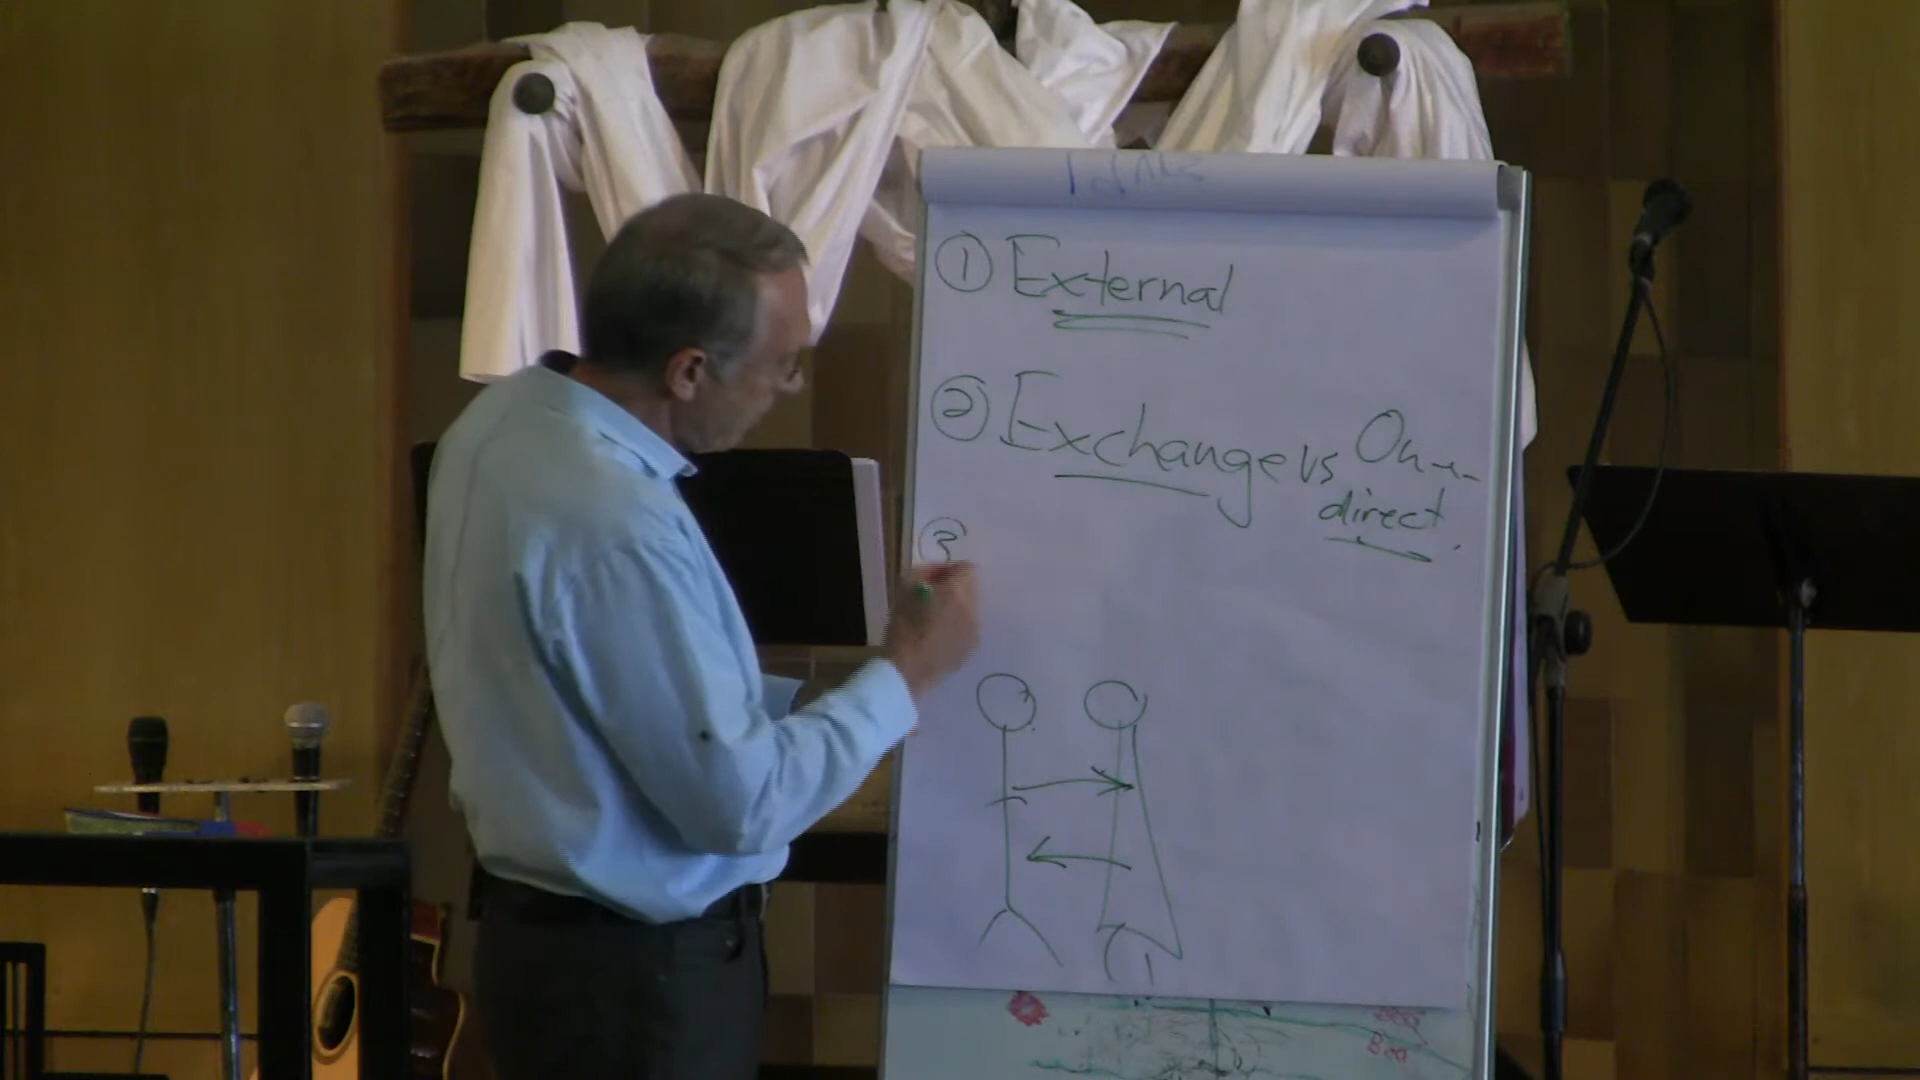 ① External
② Exchange vs
direct.
③